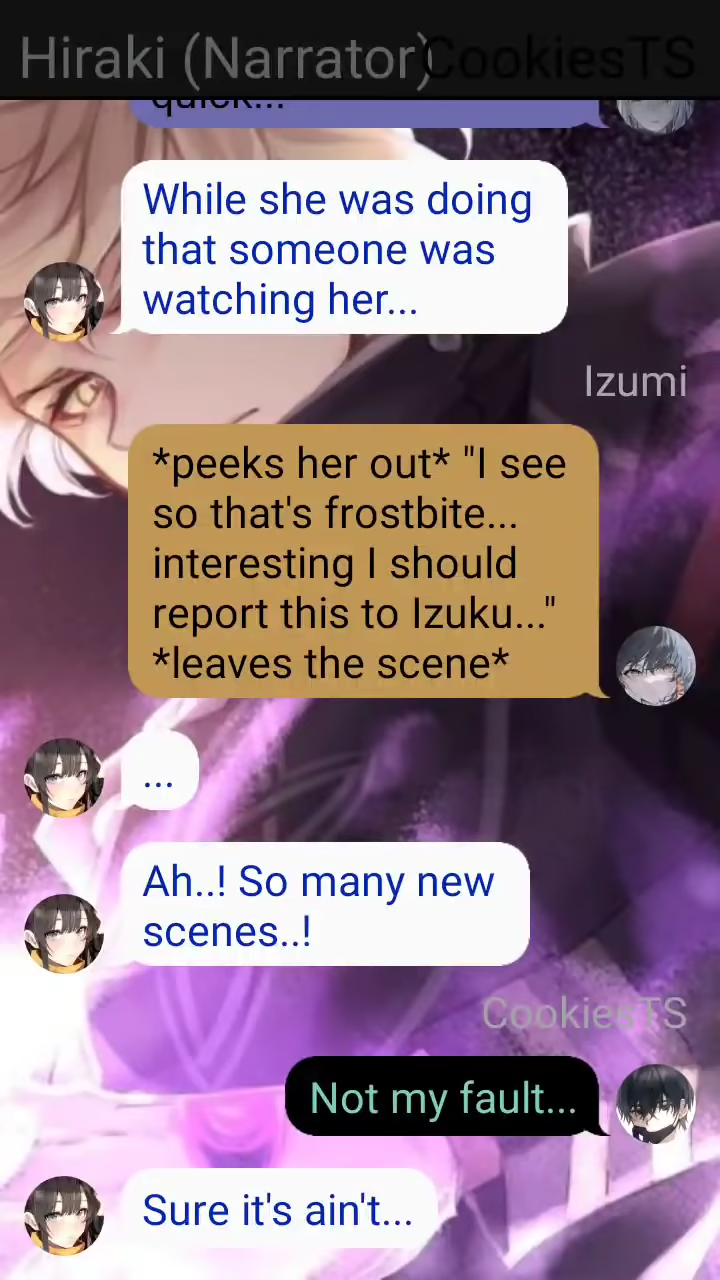 Hiraki (Narrator) CookiesTS
quick...
While she was doing
that someone was
watching her...
Izumi
*peeks her out* "I see
so that's frostbite...
interesting I should
report this to Izuku..."
*leaves the scene*
...
Ah..! So many new
scenes..!
CookiesTS
Not my fault...
Sure it's ain't...